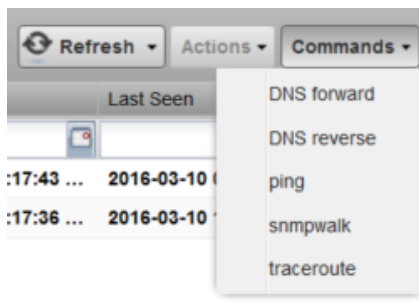 Refresh Actions Commands
Last Seen DNS forward
DNS reverse
:17:43 ... 2016-03-10 ping
:17:36 ... 2016-03-10 snmpwalk
traceroute